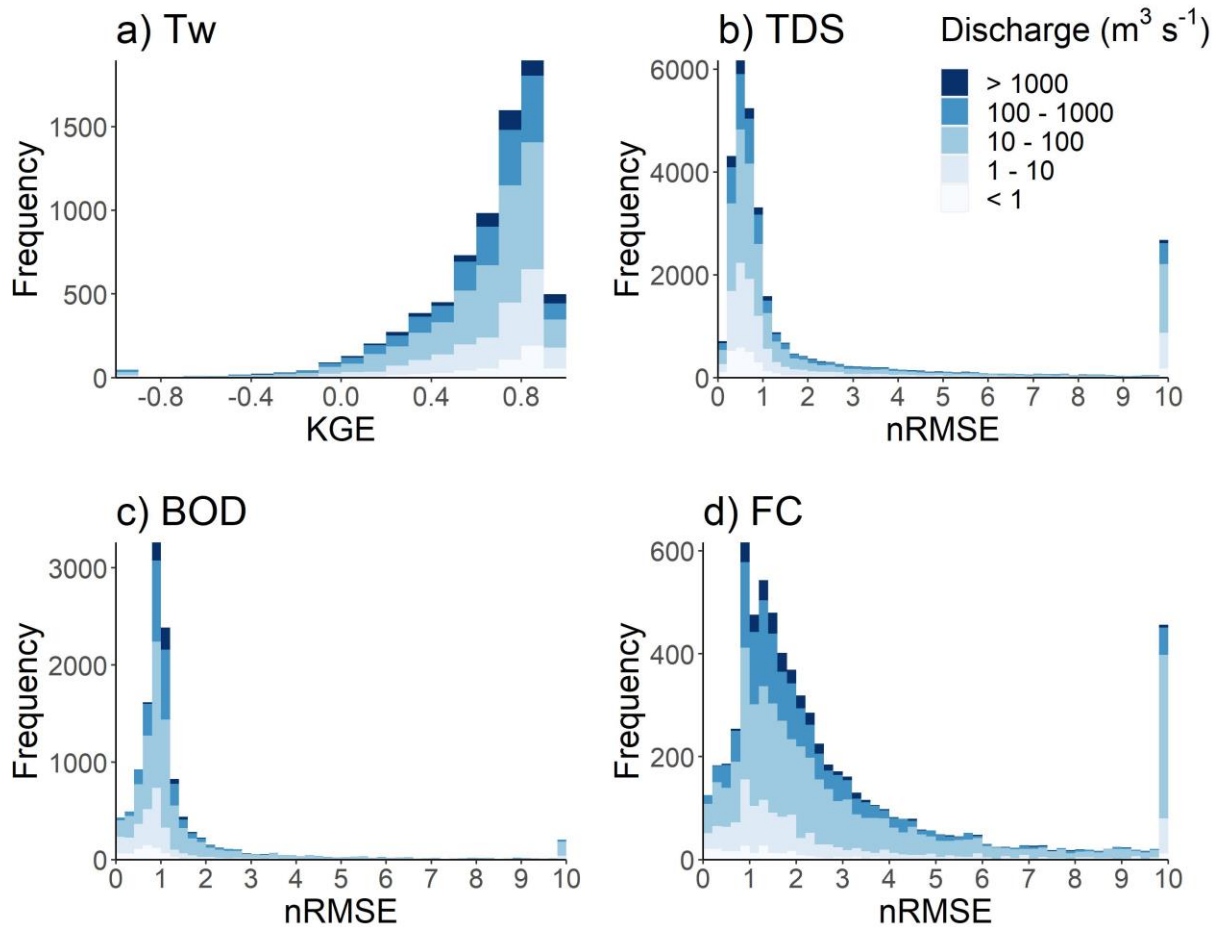 a) Tw
Frequency
1500
1000
500
0
-0.8 -0.4 0.0 0.4 0.8
KGE
b) TDS
Frequency
6000
4000
2000
0
0 1 2 3 4 5 6 7 8 9 10
nRMSE
Discharge (m³ s⁻¹)
> 1000
100 - 1000
10 - 100
1 - 10
< 1
c) BOD
Frequency
3000
2000
1000
0
0 1 2 3 4 5 6 7 8 9 10
nRMSE
d) FC
Frequency
600
400
200
0
0 1 2 3 4 5 6 7 8 9 10
nRMSE